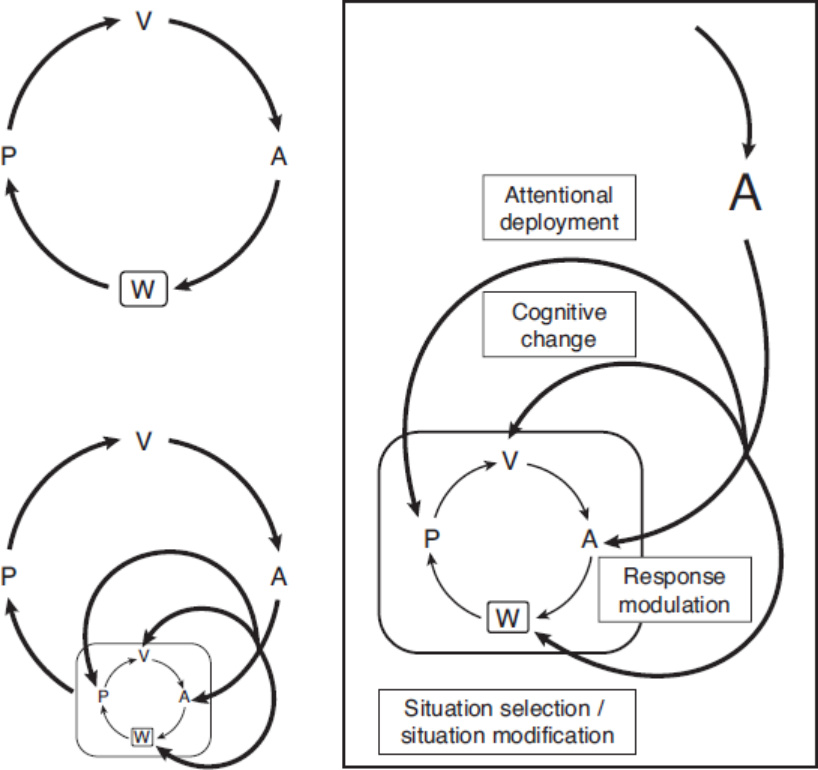 V
P
A
W
V
P
A
V
P
A
W
A
Attentional
deployment
Cognitive
change
V
P
A
W
Response
modulation
Situation selection /
situation modification